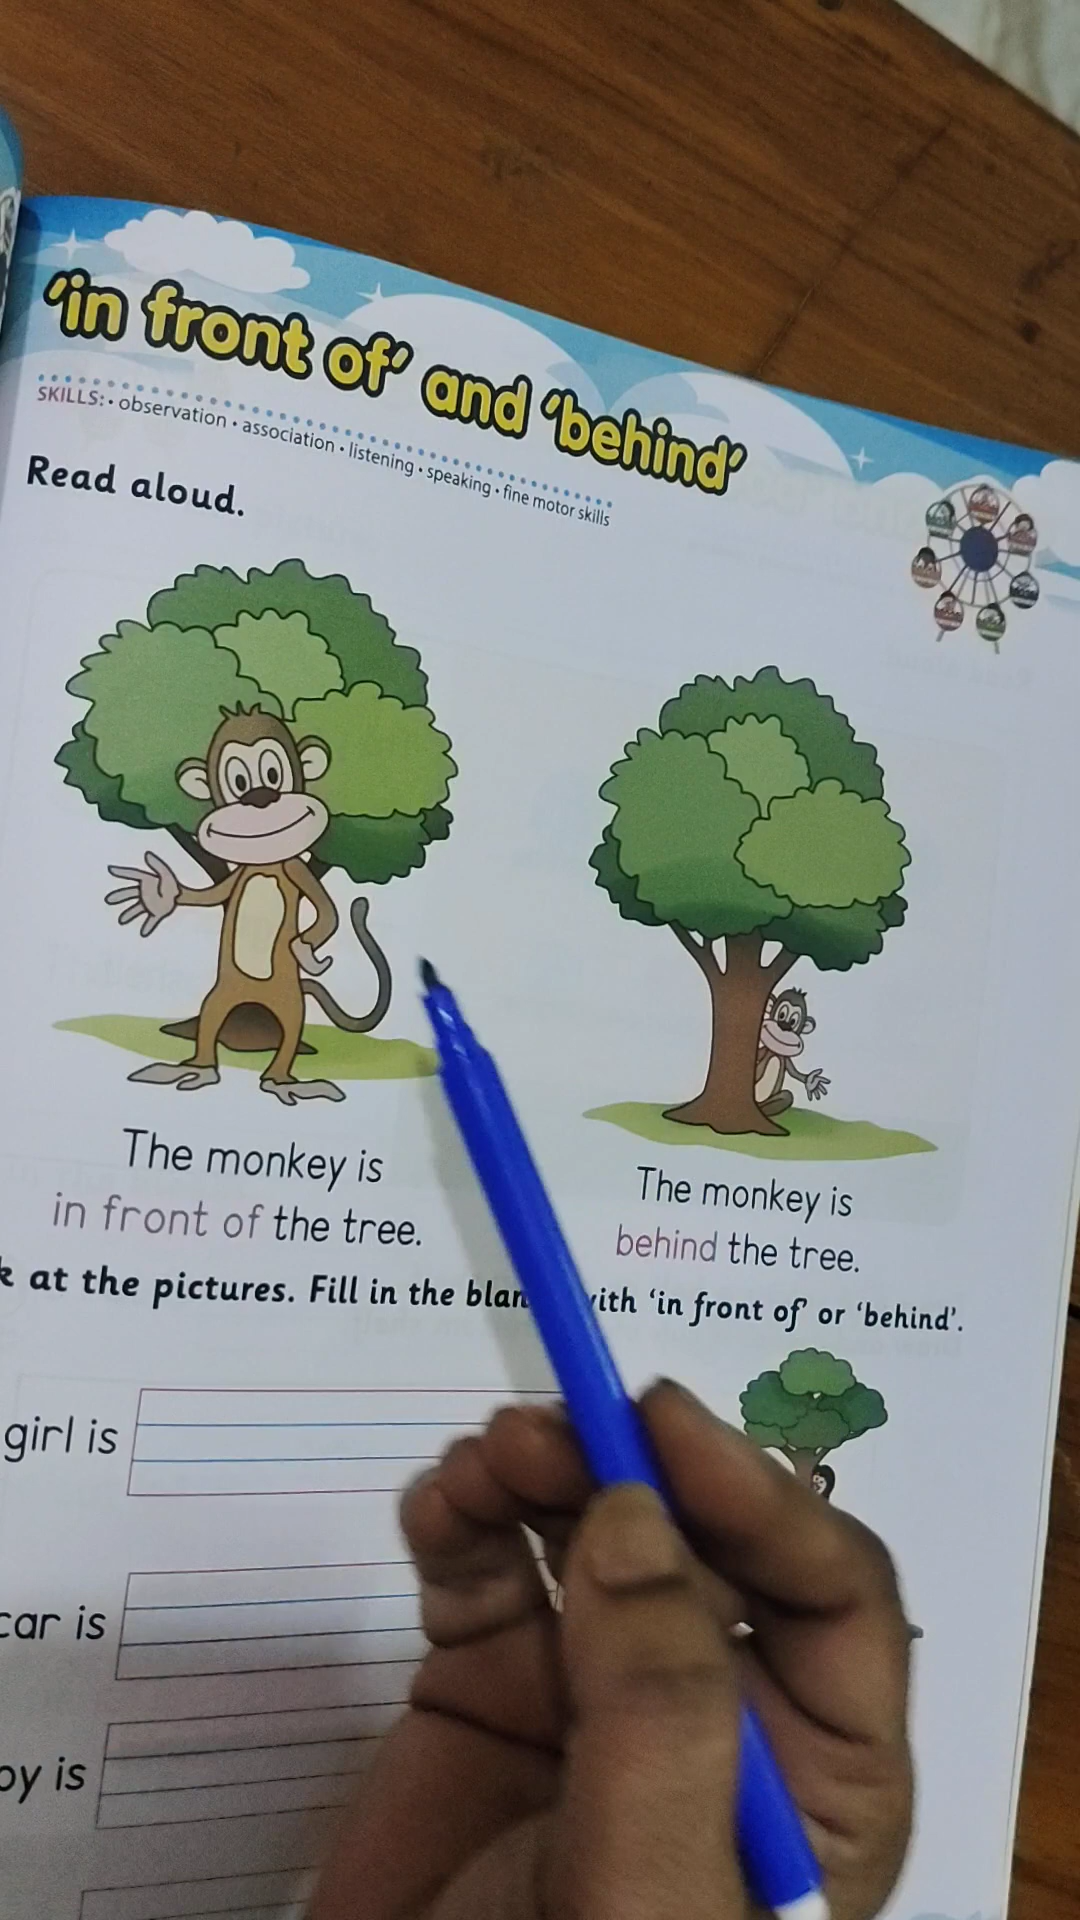 'in front of' and 'behind'
SKILLS: • observation • association • listening • speaking • fine motor skills
Read aloud.
The monkey is
in front of the tree.
The monkey is
behind the tree.
at the pictures. Fill in the with 'in front of' or 'behind'.
girl is
car is
is